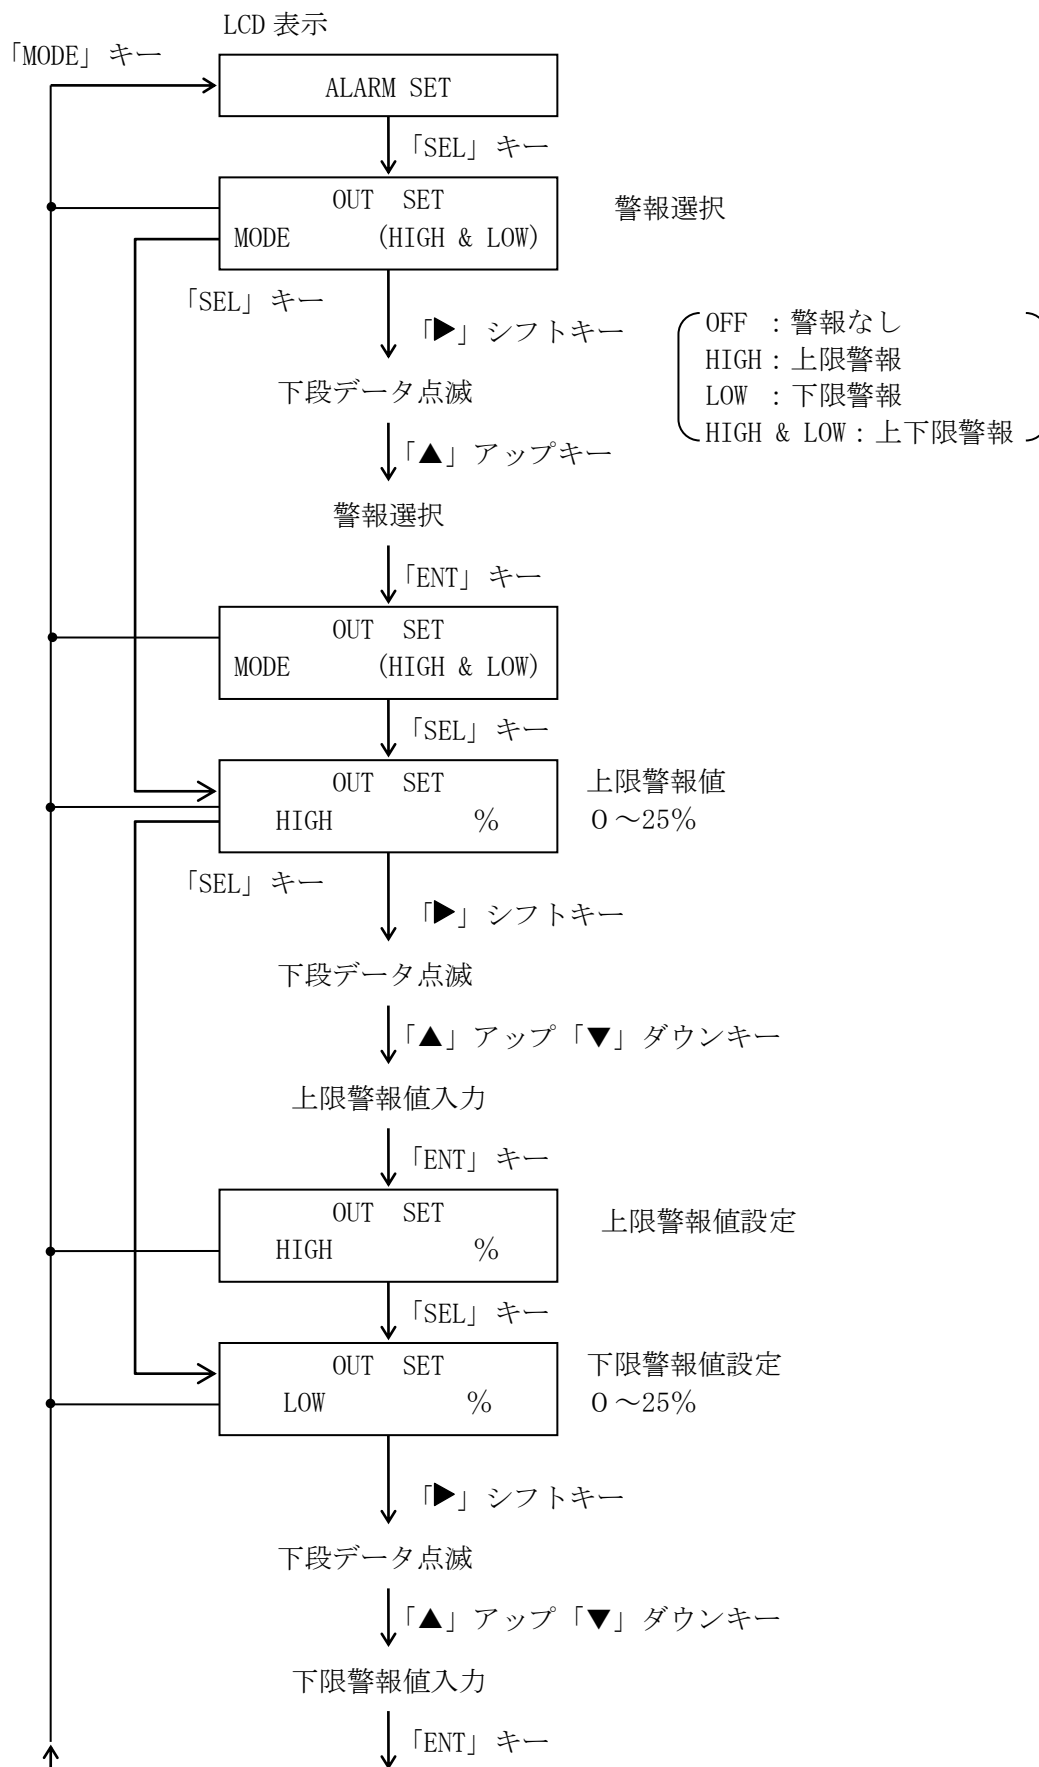 LCD 表示
「MODE」キー
ALARM SET
「SEL」キー
OUT SET
MODE (HIGH & LOW)
警報選択
「SEL」キー
「▶」シフトキー
OFF ：警報なし
HIGH：上限警報
LOW ：下限警報
HIGH & LOW：上下限警報
下段データ点滅
「▲」アップキー
警報選択
「ENT」キー
OUT SET
MODE (HIGH & LOW)
「SEL」キー
OUT SET
HIGH %
上限警報値
０～25%
「SEL」キー
「▶」シフトキー
下段データ点滅
「▲」アップ「▼」ダウンキー
上限警報値入力
「ENT」キー
OUT SET
HIGH %
上限警報値設定
「SEL」キー
OUT SET
LOW %
下限警報値設定
０～25%
「▶」シフトキー
下段データ点滅
「▲」アップ「▼」ダウンキー
下限警報値入力
「ENT」キー